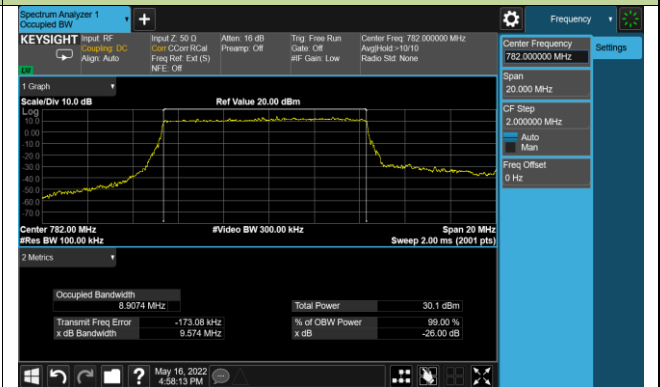 Spectrum Analyzer 1
Occupied BW
+
Frequency
KEYSIGHT Input: RF
Coupling: DC
Align: Auto
Input Z: 50 Ω
Corr CCorr RCal
Freq Ref: Ext (S)
NFE: Off
Atten: 16 dB
Preamp: Off
Trig: Free Run
Gate: Off
#IF Gain: Low
Center Freq: 782.000000 MHz
Avg|Hold:>10/10
Radio Std: None
Center Frequency
782.000000 MHz
Settings
Span
20.000 MHz
CF Step
2.000000 MHz
Auto
Man
Freq Offset
0 Hz
1 Graph
Scale/Div 10.0 dB
Ref Value 20.00 dBm
Log
10.0
0.00
-10.0
-20.0
-30.0
-40.0
-50.0
-60.0
-70.0
Center 782.00 MHz
#Video BW 300.00 kHz
Span 20 MHz
#Res BW 100.00 kHz
Sweep 2.00 ms (2001 pts)
2 Metrics
Occupied Bandwidth
8.9074 MHz
Total Power 30.1 dBm
Transmit Freq Error -173.08 kHz
% of OBW Power 99.00 %
x dB Bandwidth 9.574 MHz
x dB -26.00 dB
?
May 16, 2022
4:58:13 PM